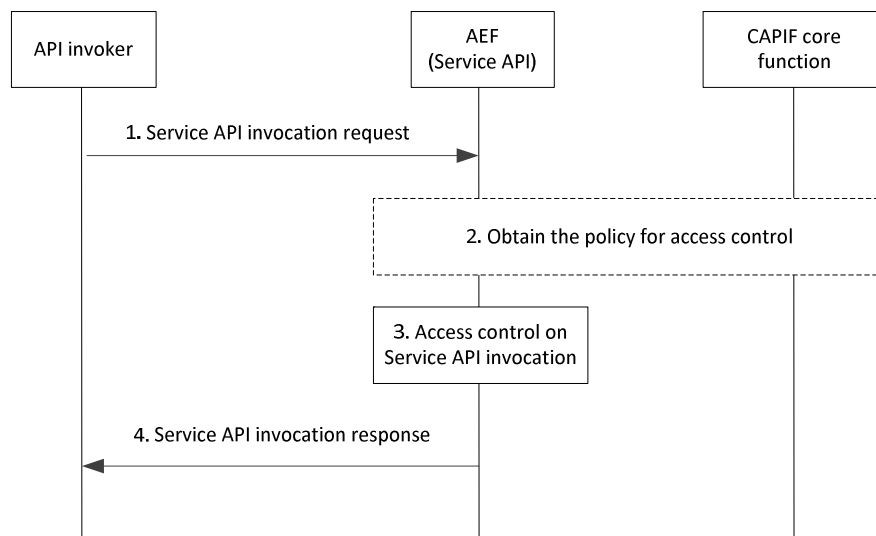 API invoker
AEF
(Service API)
CAPIF core
function
1. Service API invocation request
2. Obtain the policy for access control
3. Access control on
Service API invocation
4. Service API invocation response